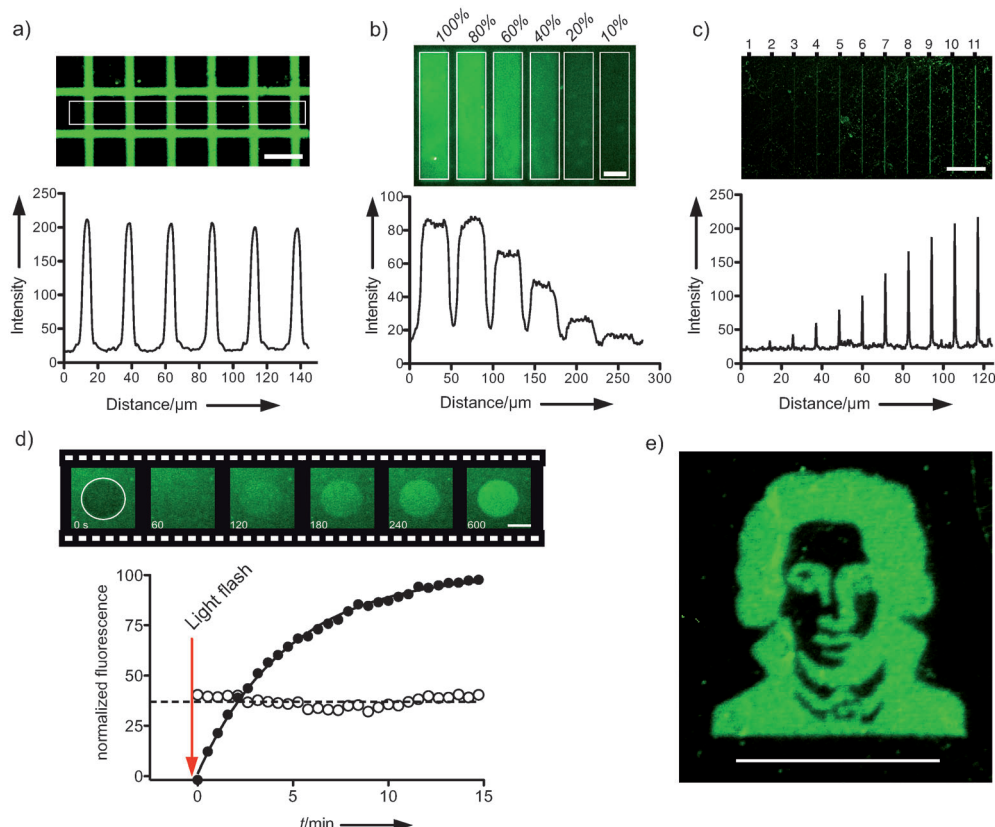 a)
250
200
150
100
50
0
Intensity
0 20 40 60 80 100 120 140
Distance/µm
b)
100% 80% 60% 40% 20% 10%
100
80
60
40
20
0
Intensity
0 50 100 150 200 250 300
Distance/µm
c)
1 2 3 4 5 6 7 8 9 10 11
250
200
150
100
50
0
Intensity
0 20 40 60 80 100 120
Distance/µm
d)
0 s 60 120 180 240 600
Light flash
100
75
50
25
0
normalized fluorescence
0 5 10 15
t/min
e)